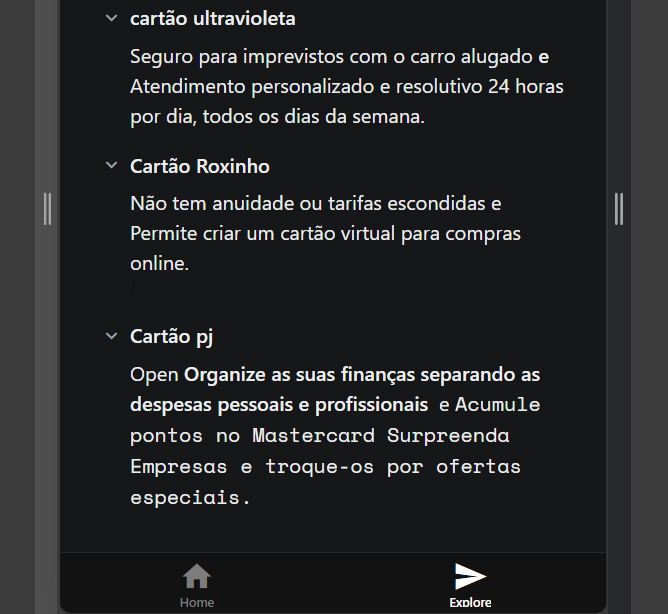 cartão ultravioleta
Seguro para imprevistos com o carro alugado e
Atendimento personalizado e resolutivo 24 horas
por dia, todos os dias da semana.
Cartão Roxinho
Não tem anuidade ou tarifas escondidas e
Permite criar um cartão virtual para compras
online.
/
Cartão pj
Open Organize as suas finanças separando as
despesas pessoais e profissionais e Acumule
pontos no Mastercard Surpreenda
Empresas e troque-os por ofertas
especiais.
Home
Explore